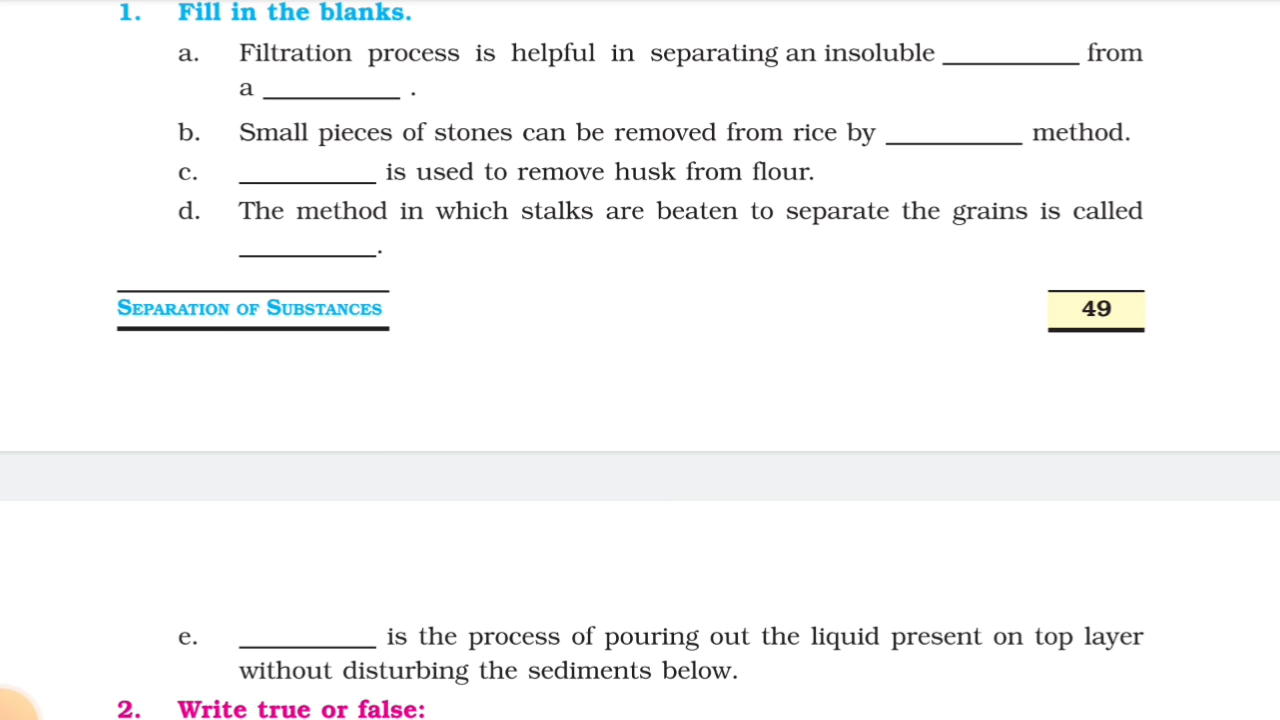 1. Fill in the blanks.
a. Filtration process is helpful in separating an insoluble __________ from
a __________ .
b. Small pieces of stones can be removed from rice by __________ method.
c. __________ is used to remove husk from flour.
d. The method in which stalks are beaten to separate the grains is called
__________.
SEPARATION OF SUBSTANCES
49
e. __________ is the process of pouring out the liquid present on top layer
without disturbing the sediments below.
2. Write true or false: